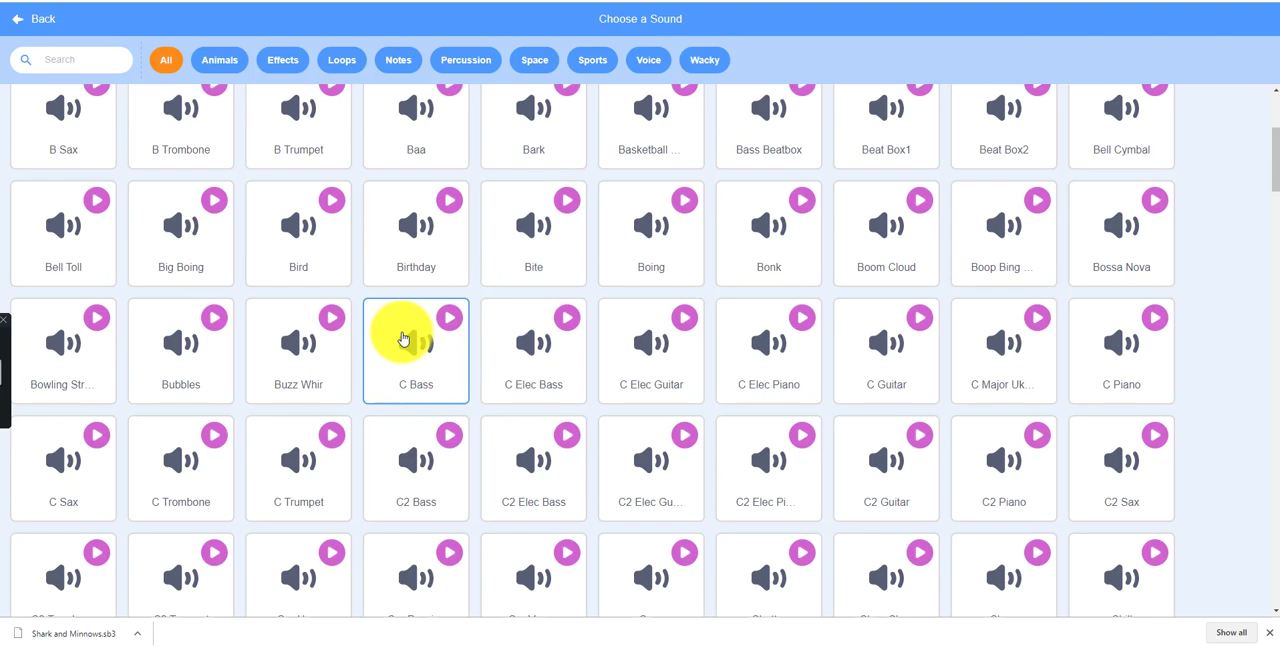 Back
Choose a Sound
Search
All Animals Effects Loops Notes Percussion Space Sports Voice Wacky
B Sax B Trombone B Trumpet Baa Bark Basketball ... Bass Beatbox Beat Box1 Beat Box2 Bell Cymbal
Bell Toll Big Boing Bird Birthday Bite Boing Bonk Boom Cloud Boop Bing ... Bossa Nova
Bowling Str... Bubbles Buzz Whir C Bass C Elec Bass C Elec Guitar C Elec Piano C Guitar C Major Uk... C Piano
C Sax C Trombone C Trumpet C2 Bass C2 Elec Bass C2 Elec Gu... C2 Elec Pi... C2 Guitar C2 Piano C2 Sax
Shark and Minnows.sb3
Show all